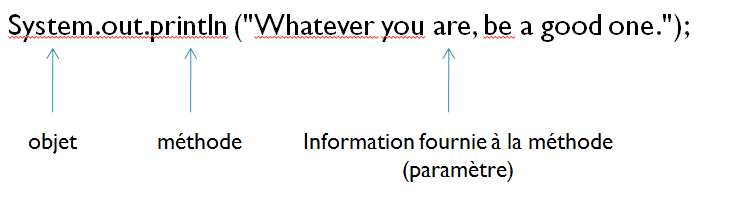 System.out.println ("Whatever you are, be a good one.");
objet méthode Information fournie à la méthode
(paramètre)